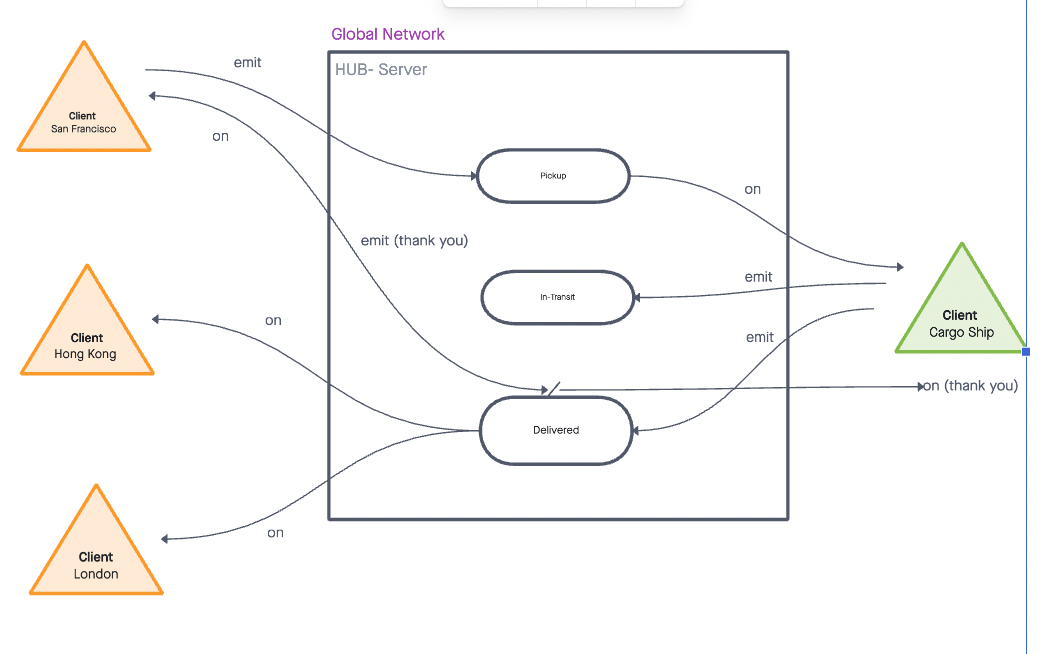 Global Network
HUB- Server
emit
Client
San Francisco
on
Pickup
on
emit (thank you)
emit
In-Transit
Client
Cargo Ship
on
emit
Client
Hong Kong
on (thank you)
Delivered
on
Client
London